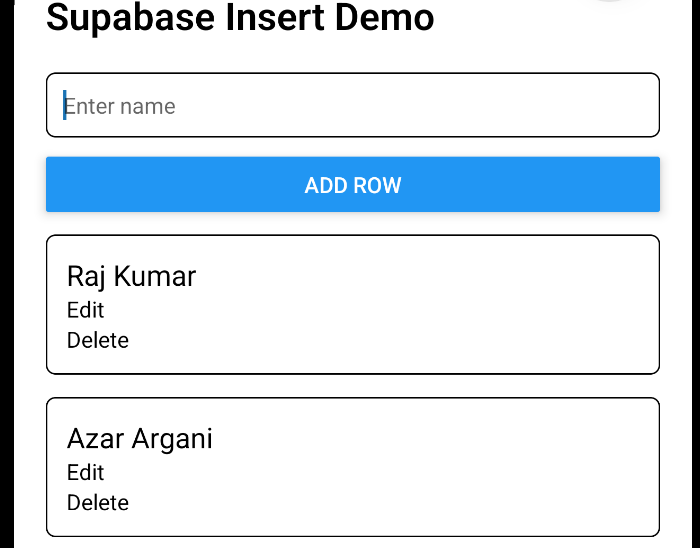 Supabase Insert Demo
Enter name
ADD ROW
Raj Kumar
Edit
Delete
Azar Argani
Edit
Delete